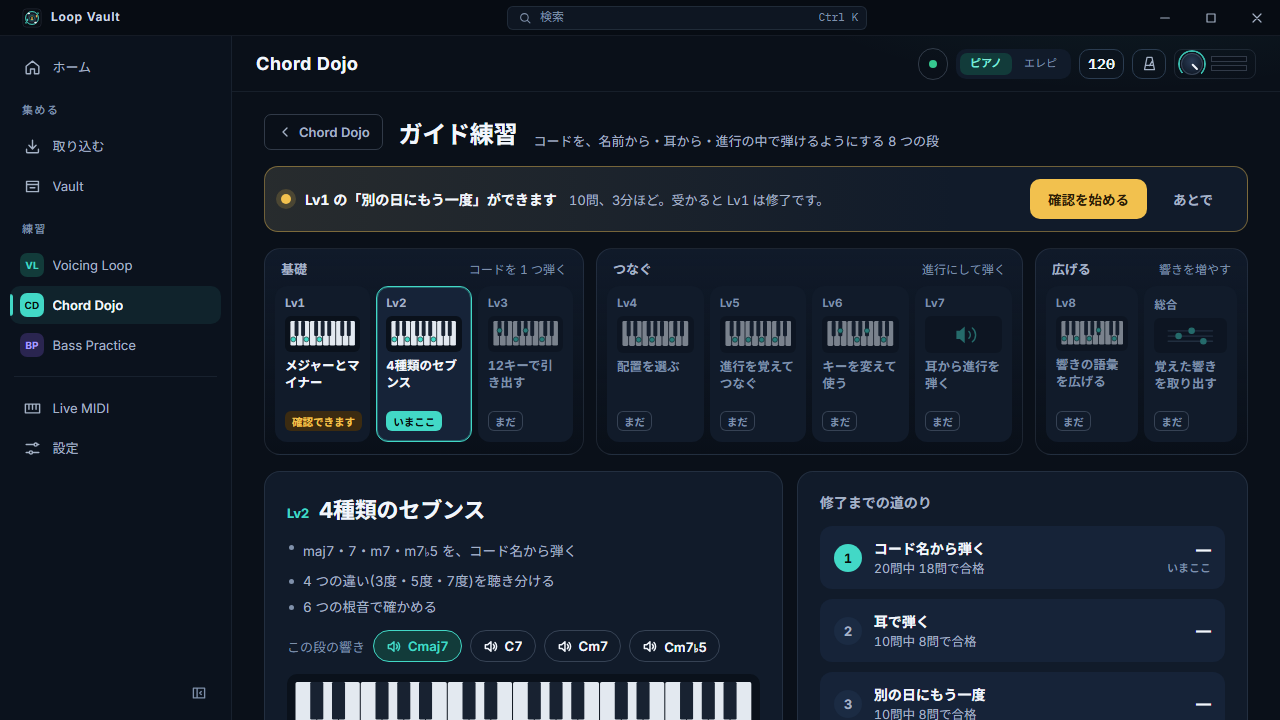 Loop Vault
検索
Ctrl K
ホーム
集める
取り込む
Vault
練習
VL Voicing Loop
CD Chord Dojo
BP Bass Practice
Live MIDI
設定
Chord Dojo
ピアノ
エレピ
120
Chord Dojo
ガイド練習
コードを、名前から・耳から・進行の中で弾けるようにする 8 つの段
Lv1 の「別の日にもう一度」ができます
10問、3分ほど。受かると Lv1 は修了です。
確認を始める
あとで
基礎
コードを 1 つ弾く
Lv1
メジャーとマ
イナー
確認できます
Lv2
4種類のセブ
ンス
いまここ
Lv3
12キーで引
き出す
まだ
つなぐ
進行にして弾く
Lv4
配置を選ぶ
まだ
Lv5
進行を覚えて
つなぐ
まだ
Lv6
キーを変えて
使う
まだ
Lv7
耳から進行を
弾く
まだ
広げる
響きを増やす
Lv8
響きの語彙
を広げる
まだ
総合
覚えた響き
を取り出す
まだ
Lv2 4種類のセブンス
maj7・7・m7・m7♭5 を、コード名から弾く
4 つの違い(3度・5度・7度)を聴き分ける
6 つの根音で確かめる
この段の響き
Cmaj7
C7
Cm7
Cm7♭5
修了までの道のり
1
コード名から弾く
20問中 18問で合格
—
いまここ
2
耳で弾く
10問中 8問で合格
—
3
別の日にもう一度
10問中 8問で合格
—